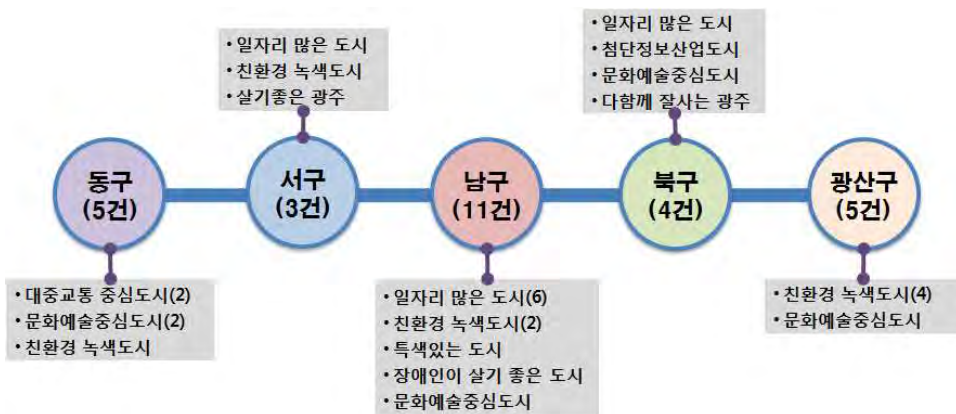 • 일자리 많은 도시
• 친환경 녹색도시
• 살기좋은 광주
• 일자리 많은 도시
• 첨단정보산업도시
• 문화예술중심도시
• 다함께 잘사는 광주
동구
(5건)
서구
(3건)
남구
(11건)
북구
(4건)
광산구
(5건)
• 대중교통 중심도시(2)
• 문화예술중심도시(2)
• 친환경 녹색도시
• 일자리 많은 도시(6)
• 친환경 녹색도시(2)
• 특색있는 도시
• 장애인이 살기 좋은 도시
• 문화예술중심도시
• 친환경 녹색도시(4)
• 문화예술중심도시